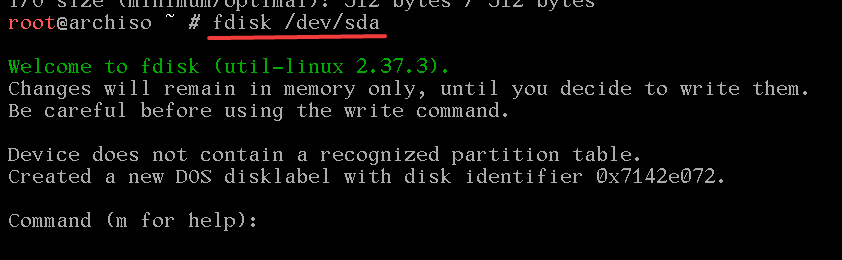 I/O size (minimum/optimal): 512 bytes / 512 bytes
root@archiso ~ # fdisk /dev/sda
Welcome to fdisk (util-linux 2.37.3).
Changes will remain in memory only, until you decide to write them.
Be careful before using the write command.
Device does not contain a recognized partition table.
Created a new DOS disklabel with disk identifier 0x7142e072.
Command (m for help):